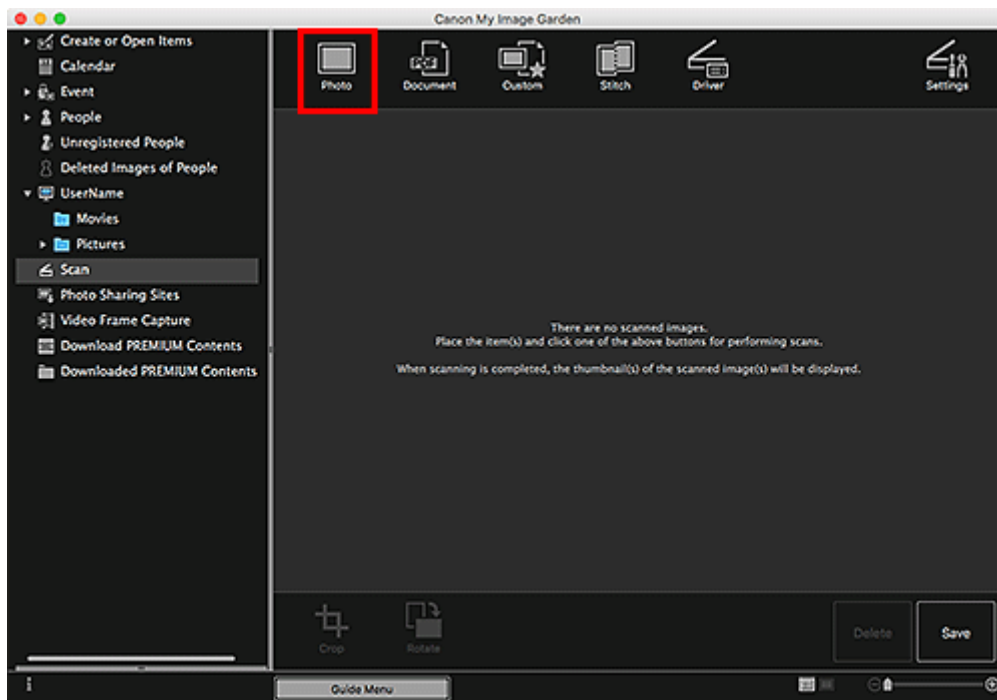 Canon My Image Garden
Create or Open Items
Calendar
Event
People
Unregistered People
Deleted Images of People
UserName
Movies
Pictures
Scan
Photo Sharing Sites
Video Frame Capture
Download PREMIUM Contents
Downloaded PREMIUM Contents
Photo
PDF
Document
Custom
Stitch
Driver
Settings
There are no scanned images.
Place the item(s) and click one of the above buttons for performing scans.
When scanning is completed, the thumbnail(s) of the scanned image(s) will be displayed.
Crop
Rotate
Delete
Save
Guide Menu